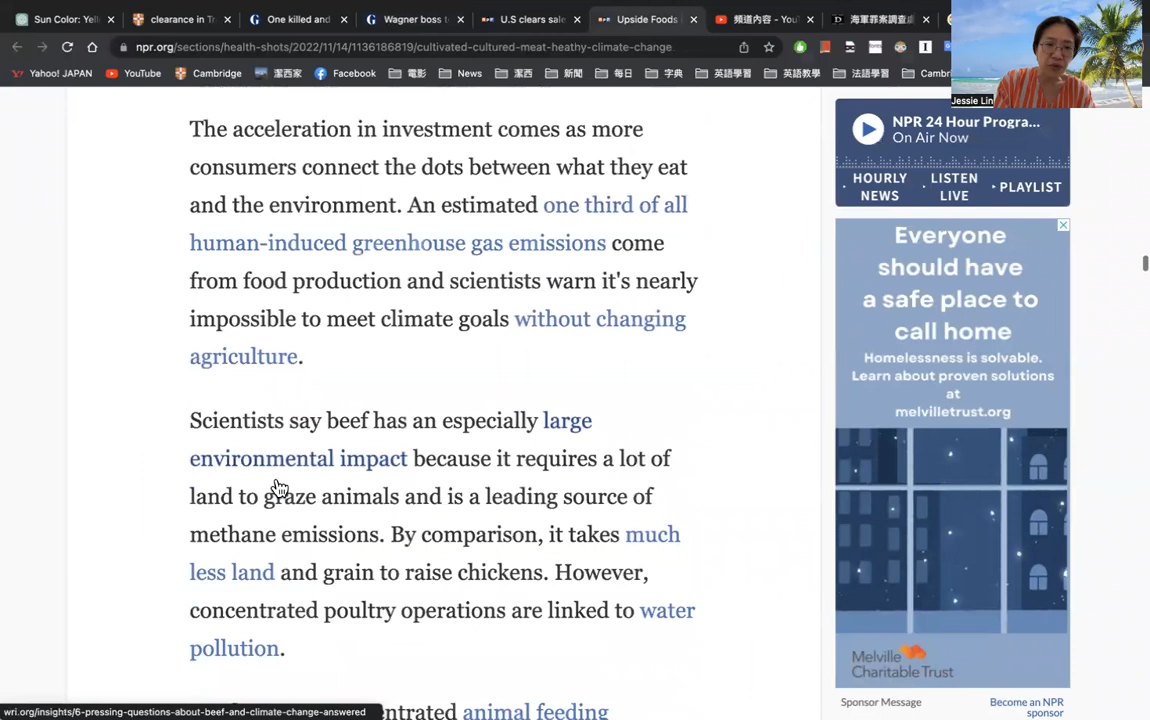 Sun Color: Yell
clearance in Tr
One killed and
Wagner boss t
U.S clears sale
Upside Foods
頻道內容 - YouT
海軍罪案調查處
npr.org/sections/health-shots/2022/11/14/1136186819/cultivated-cultured-meat-heathy-climate-change
Yahoo! JAPAN
YouTube
Cambridge
潔西家
Facebook
電影
News
潔西
新聞
每日
字典
英語學習
英語教學
法語學習
Cambr
Jessie Lin
The acceleration in investment comes as more
consumers connect the dots between what they eat
and the environment. An estimated one third of all
human-induced greenhouse gas emissions come
from food production and scientists warn it's nearly
impossible to meet climate goals without changing
agriculture.
Scientists say beef has an especially large
environmental impact because it requires a lot of
land to graze animals and is a leading source of
methane emissions. By comparison, it takes much
less land and grain to raise chickens. However,
concentrated poultry operations are linked to water
pollution.
entrated animal feeding
wri.org/insights/6-pressing-questions-about-beef-and-climate-change-answered
NPR 24 Hour Progra...
On Air Now
HOURLY NEWS
LISTEN LIVE
PLAYLIST
Everyone
should have
a safe place to
call home
Homelessness is solvable.
Learn about proven solutions
at
melvilletrust.org
Melville
Charitable Trust
Sponsor Message
Become an NPR
sponsor